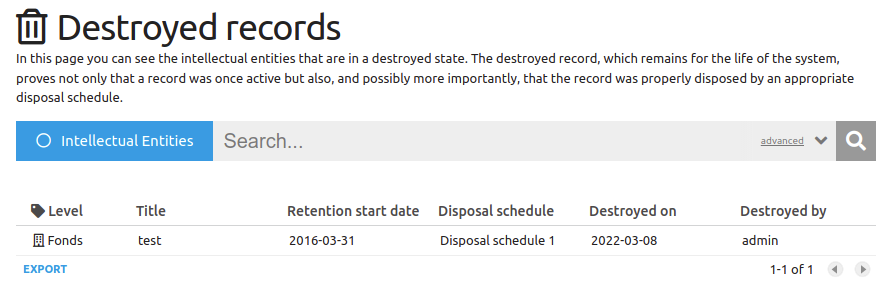 Destroyed records
In this page you can see the intellectual entities that are in a destroyed state. The destroyed record, which remains for the life of the system,
proves not only that a record was once active but also, and possibly more importantly, that the record was properly disposed by an appropriate
disposal schedule.
Intellectual Entities Search... advanced
Level Title Retention start date Disposal schedule Destroyed on Destroyed by
Fonds test 2016-03-31 Disposal schedule 1 2022-03-08 admin
EXPORT 1-1 of 1